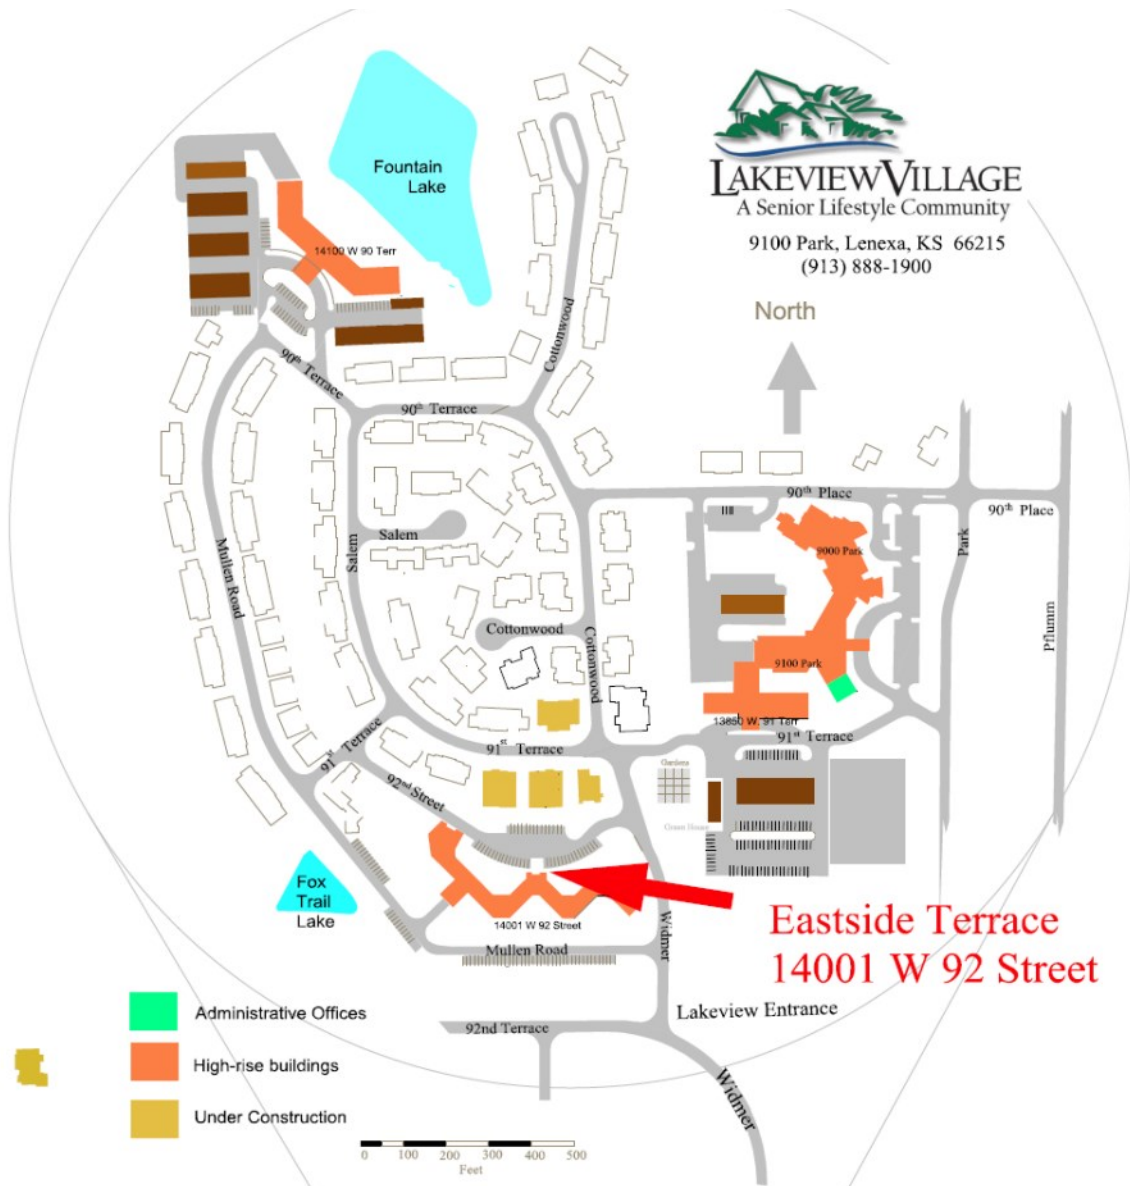 Fountain
Lake
LAKEVIEW VILLAGE
A Senior Lifestyle Community
9100 Park, Lenexa, KS 66215
(913) 888-1900
14100 W 90 Terr
North
Cottonwood
90th Terrace
90th Terrace
90th Place
90th Place
Salem
Salem
Mullen Road
9000 Park
Park
Pflumm
Cottonwood
Cottonwood
9100 Park
13850 W. 91 Terr
91st Terrace
91st Terrace
91st Terrace
92nd Street
Gardens
Green House
Fox
Trail
Lake
14001 W 92 Street
Mullen Road
Widmer
Eastside Terrace
14001 W 92 Street
Lakeview Entrance
92nd Terrace
Widmer
Administrative Offices
High-rise buildings
Under Construction
0 100 200 300 400 500
Feet